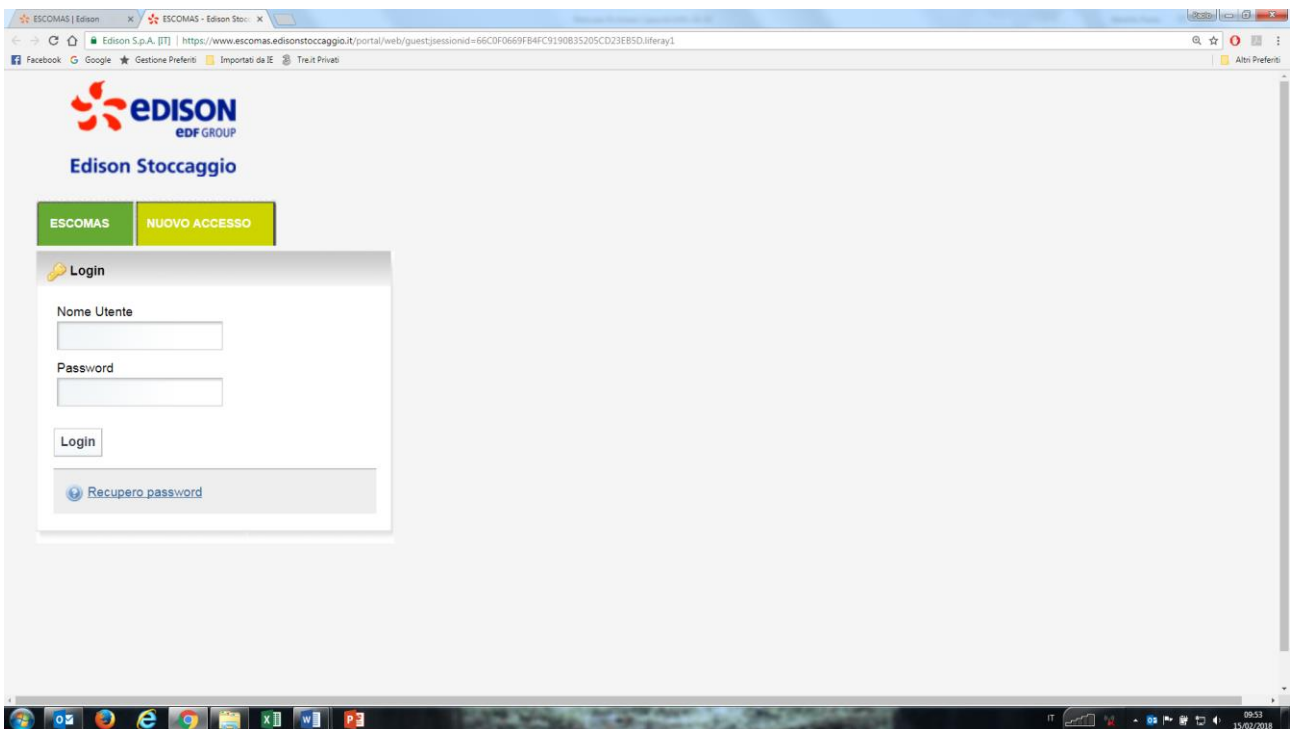 ESCOMAS | Edison
ESCOMAS - Edison Stoc
Edison S.p.A. [IT] | https://www.escomas.edisonstoccaggio.it/portal/web/guest;jsessionid=66C0F0669FB4FC9190B35205CD23EB5D.liferay1
Facebook Google Gestione Preferiti Importati da IE Tre.it Privati Altri Preferiti
eDISON
eDF GROUP
Edison Stoccaggio
ESCOMAS NUOVO ACCESSO
Login
Nome Utente
Password
Login
Recupero password
IT 09:53
15/02/2018